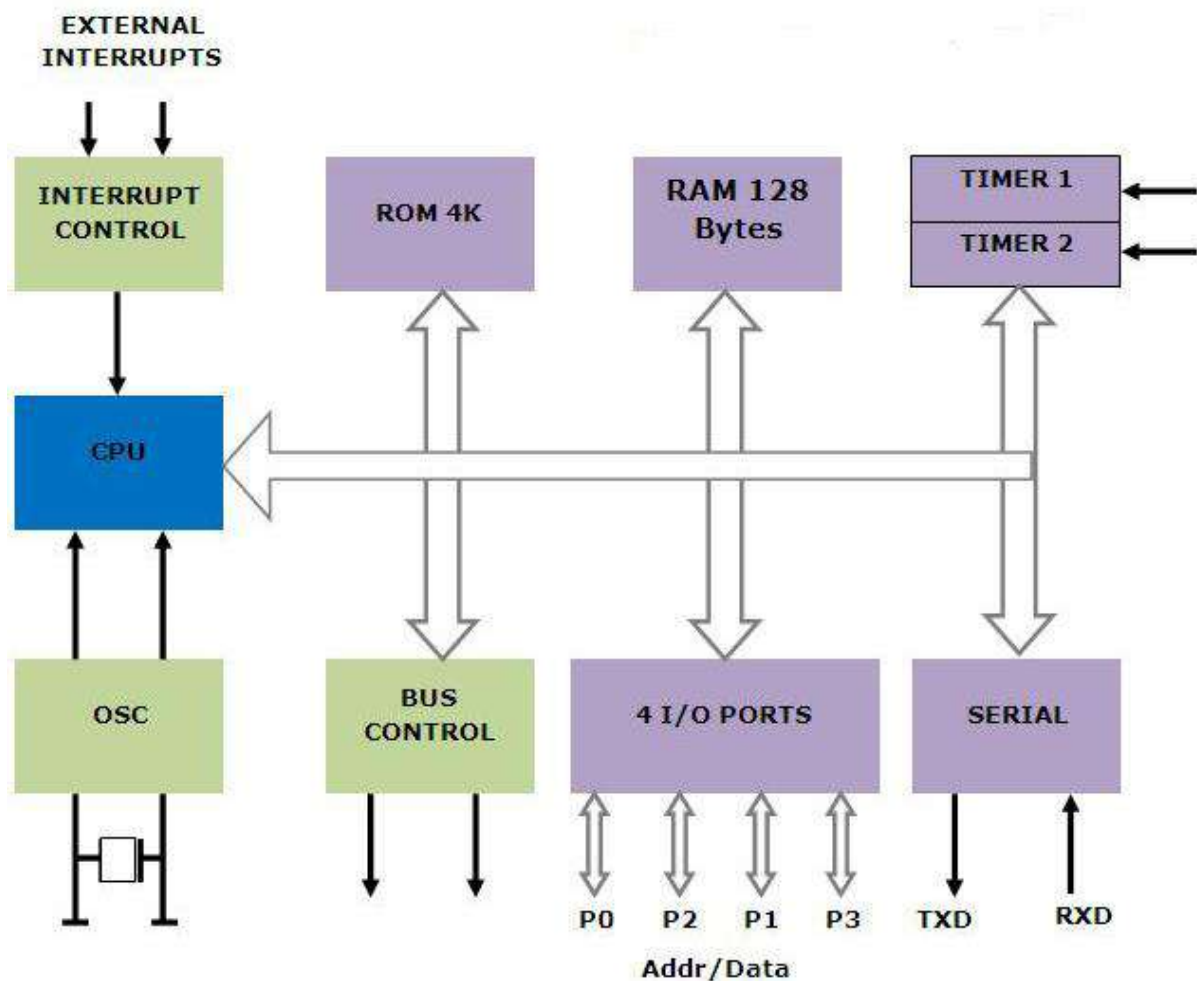 EXTERNAL
INTERRUPTS
INTERRUPT
CONTROL
ROM 4K
RAM 128
Bytes
TIMER 1
TIMER 2
CPU
OSC
BUS
CONTROL
4 I/O PORTS
SERIAL
P0 P2 P1 P3
TXD RXD
Addr/Data